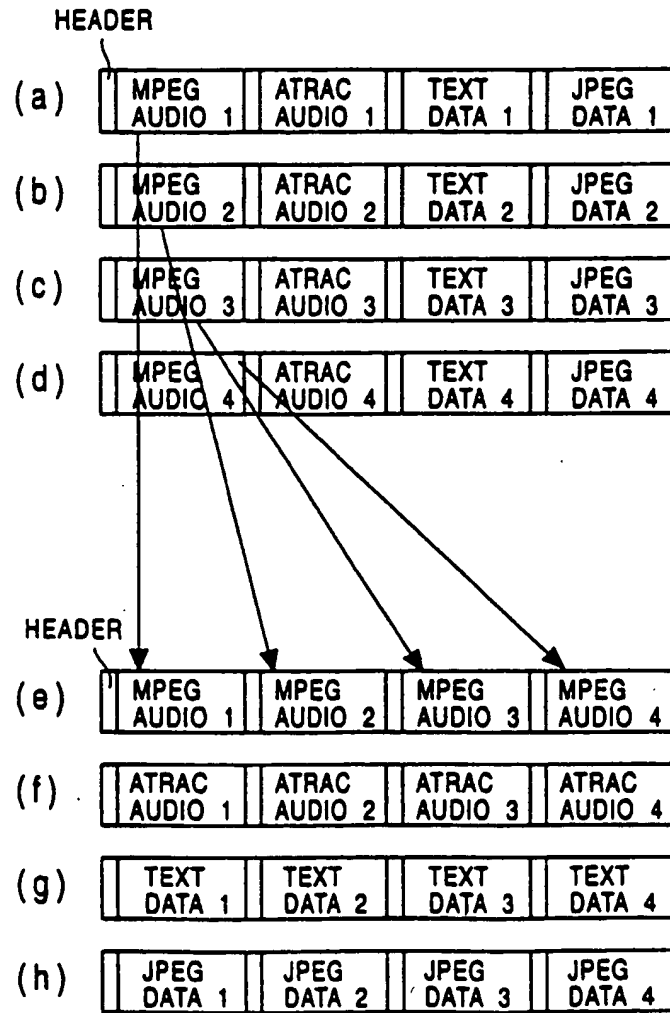 HEADER
(a) MPEG AUDIO 1 ATRAC AUDIO 1 TEXT DATA 1 JPEG DATA 1
(b) MPEG AUDIO 2 ATRAC AUDIO 2 TEXT DATA 2 JPEG DATA 2
(c) MPEG AUDIO 3 ATRAC AUDIO 3 TEXT DATA 3 JPEG DATA 3
(d) MPEG AUDIO 4 ATRAC AUDIO 4 TEXT DATA 4 JPEG DATA 4
HEADER
(e) MPEG AUDIO 1 MPEG AUDIO 2 MPEG AUDIO 3 MPEG AUDIO 4
(f) ATRAC AUDIO 1 ATRAC AUDIO 2 ATRAC AUDIO 3 ATRAC AUDIO 4
(g) TEXT DATA 1 TEXT DATA 2 TEXT DATA 3 TEXT DATA 4
(h) JPEG DATA 1 JPEG DATA 2 JPEG DATA 3 JPEG DATA 4